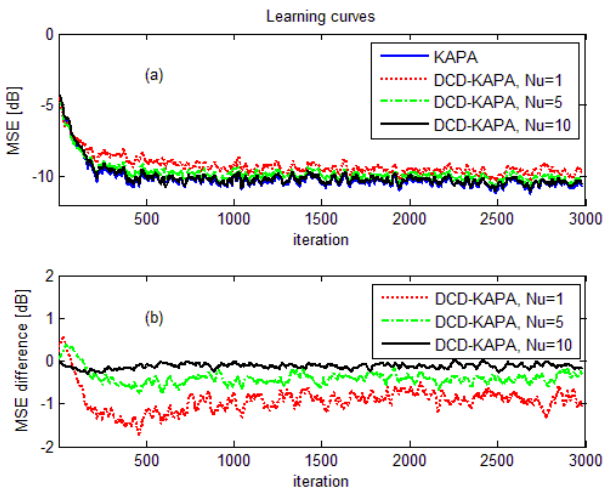 Learning curves
0
-5
-10
MSE [dB]
(a)
KAPA
DCD-KAPA, Nu=1
DCD-KAPA, Nu=5
DCD-KAPA, Nu=10
500 1000 1500 2000 2500 3000
iteration
2
1
0
-1
-2
MSE difference [dB]
(b)
DCD-KAPA, Nu=1
DCD-KAPA, Nu=5
DCD-KAPA, Nu=10
500 1000 1500 2000 2500 3000
iteration